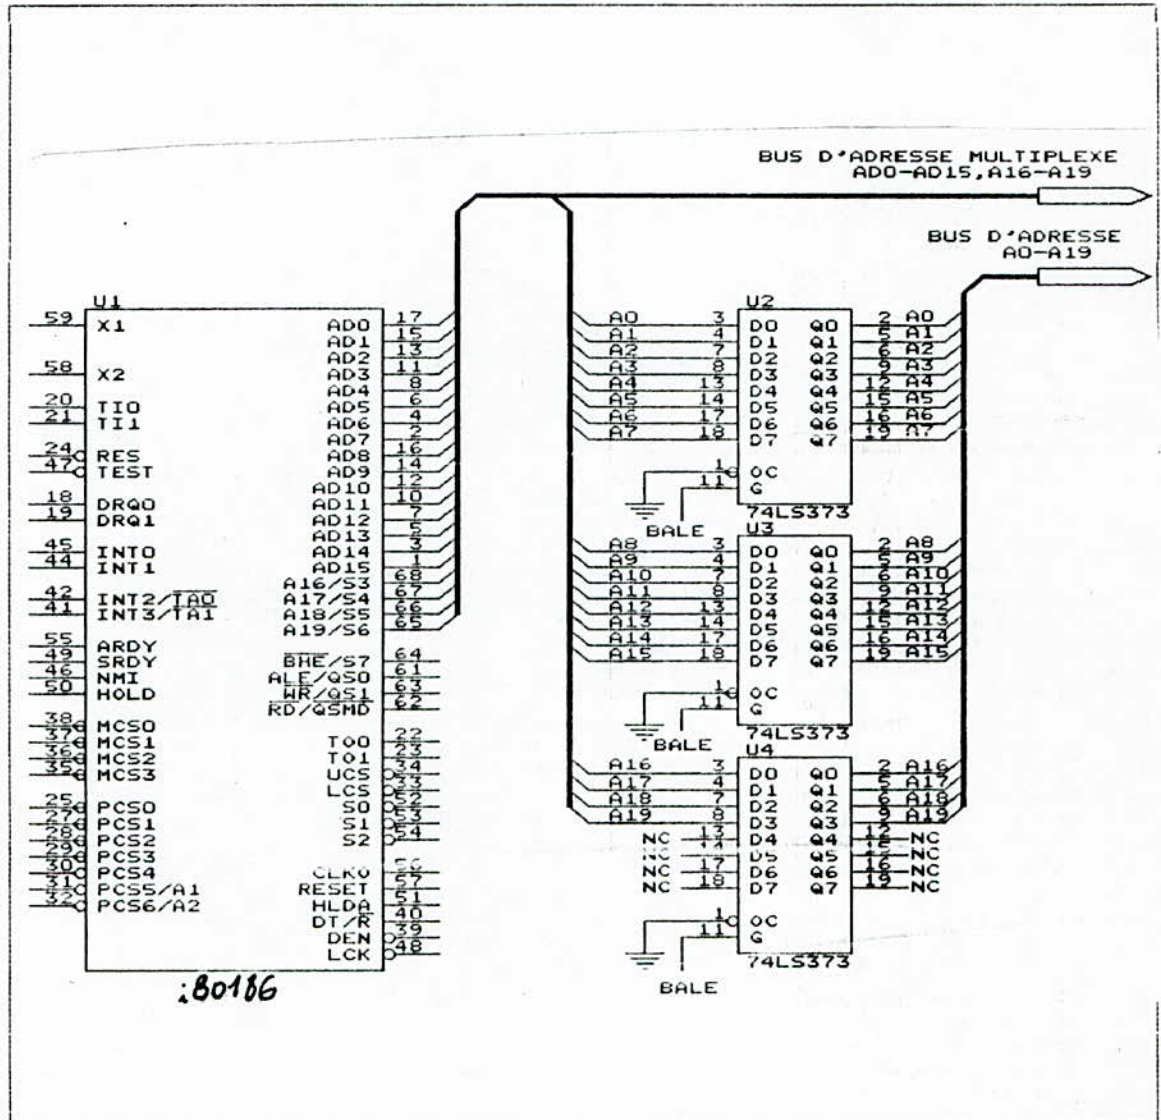 BUS D'ADRESSE MULTIPLEXE
AD0-AD15,A16-A19
BUS D'ADRESSE
A0-A19
U1
59 X1
58 X2
20 TI0
21 TI1
24 RES
47 TEST
18 DRQ0
19 DRQ1
45 INT0
44 INT1
42 INT2/TA0
41 INT3/TA1
55 ARDY
49 SRDY
46 NMI
50 HOLD
38 MCS0
37 MCS1
36 MCS2
35 MCS3
25 PCS0
27 PCS1
28 PCS2
29 PCS3
30 PCS4
31 PCS5/A1
32 PCS6/A2
AD0 17
AD1 15
AD2 13
AD3 11
AD4 8
AD5 6
AD6 4
AD7 2
AD8 16
AD9 14
AD10 12
AD11 10
AD12 7
AD13 5
AD14 3
AD15 1
A16/S3 68
A17/S4 67
A18/S5 66
A19/S6 65
BHE/S7 64
ALE/QS0 61
WR/QS1 63
RD/QSMD 62
TO0 22
TO1 23
UCS 34
LCS 33
S0 52
S1 53
S2 54
CLKO 56
RESET 57
HLDA 51
DT/R 40
DEN 39
LCK 48
i80186
U2
A0 3 D0 Q0 2 A0
A1 4 D1 Q1 5 A1
A2 7 D2 Q2 6 A2
A3 8 D3 Q3 9 A3
A4 13 D4 Q4 12 A4
A5 14 D5 Q5 15 A5
A6 17 D6 Q6 16 A6
A7 18 D7 Q7 19 A7
1 OC
11 G
BALE
74LS373
U3
A8 3 D0 Q0 2 A8
A9 4 D1 Q1 5 A9
A10 7 D2 Q2 6 A10
A11 8 D3 Q3 9 A11
A12 13 D4 Q4 12 A12
A13 14 D5 Q5 15 A13
A14 17 D6 Q6 16 A14
A15 18 D7 Q7 19 A15
1 OC
11 G
BALE
74LS373
U4
A16 3 D0 Q0 2 A16
A17 4 D1 Q1 5 A17
A18 7 D2 Q2 6 A18
A19 8 D3 Q3 9 A19
NC 13 D4 Q4 12 NC
NC D5 Q5 15 NC
NC 17 D6 Q6 16 NC
NC 18 D7 Q7 19 NC
1 OC
11 G
BALE
74LS373